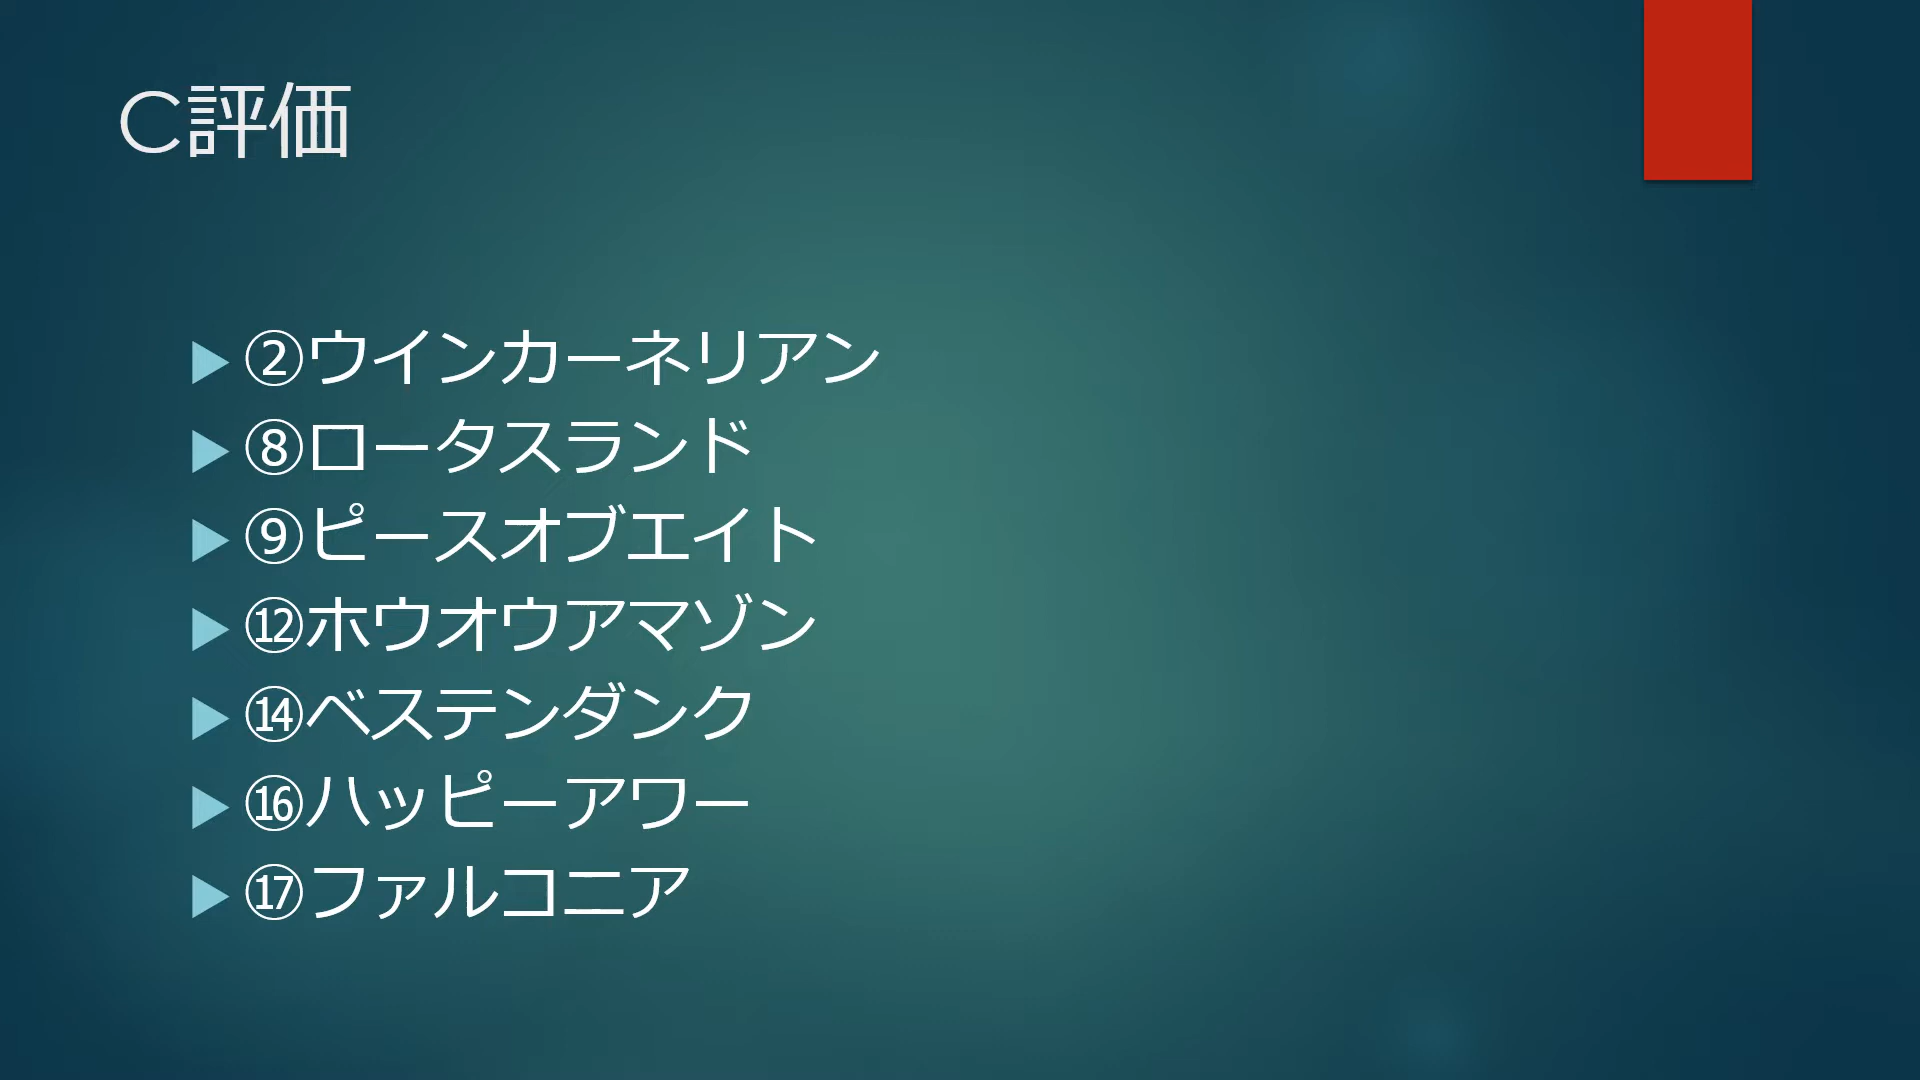 C評価
②ウインカーネリアン
⑧ロータスランド
⑨ピースオブエイト
⑫ホウオウアマゾン
⑭ベステンダンク
⑯ハッピーアワー
⑰ファルコニア